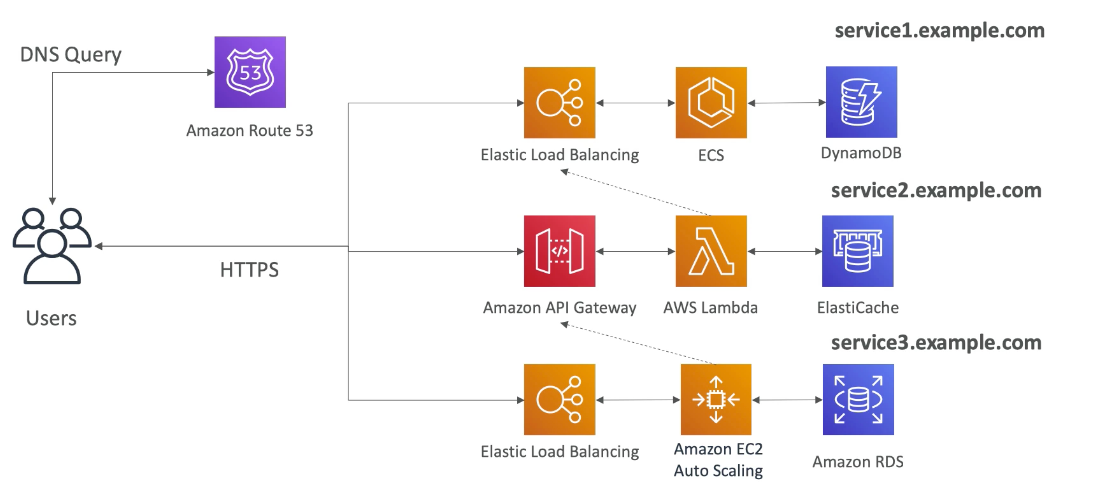 service1.example.com
DNS Query
53
Amazon Route 53
Elastic Load Balancing
ECS
DynamoDB
service2.example.com
HTTPS
Users
Amazon API Gateway
AWS Lambda
ElastiCache
service3.example.com
Elastic Load Balancing
Amazon EC2
Auto Scaling
Amazon RDS